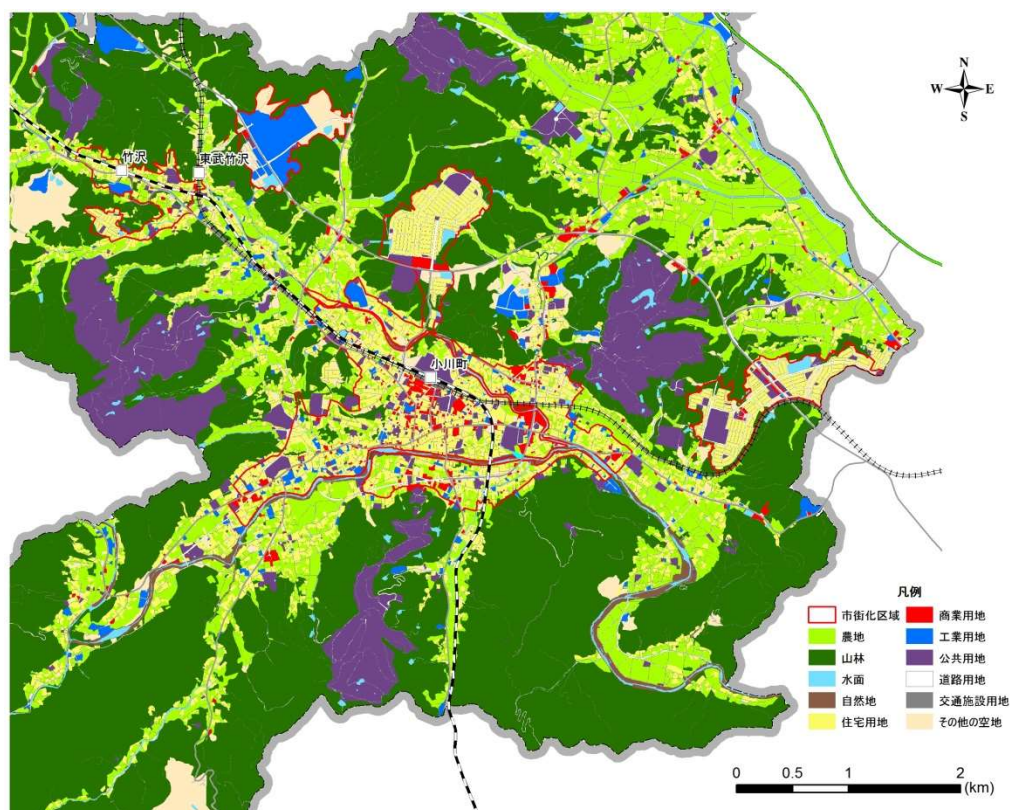 N
W E
S
竹沢
東武竹沢
小川町
凡例
市街化区域
商業用地
農地
工業用地
山林
公共用地
水面
道路用地
自然地
交通施設用地
住宅用地
その他の空地
0 0.5 1 2
(km)